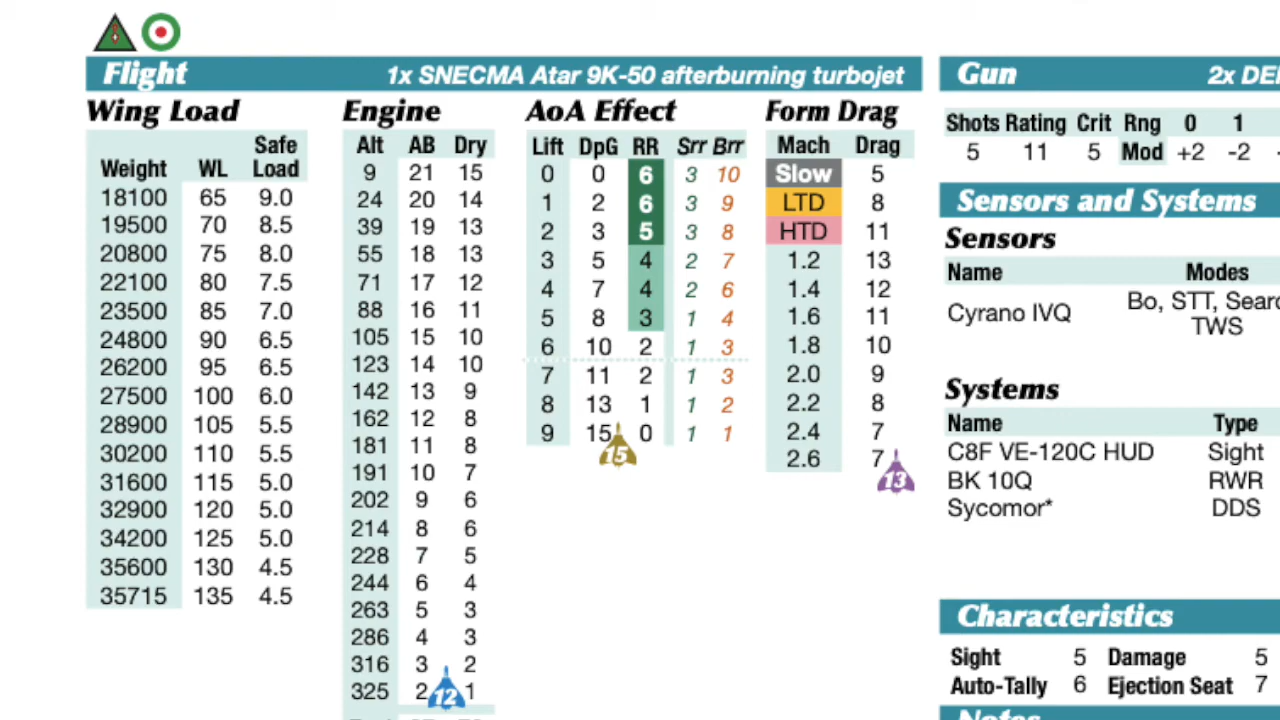 Flight 1x SNECMA Atar 9K-50 afterburning turbojet
Wing Load
Weight WL Safe Load
18100 65 9.0
19500 70 8.5
20800 75 8.0
22100 80 7.5
23500 85 7.0
24800 90 6.5
26200 95 6.5
27500 100 6.0
28900 105 5.5
30200 110 5.5
31600 115 5.0
32900 120 5.0
34200 125 5.0
35600 130 4.5
35715 135 4.5
Engine
Alt AB Dry
9 21 15
24 20 14
39 19 13
55 18 13
71 17 12
88 16 11
105 15 10
123 14 10
142 13 9
162 12 8
181 11 8
191 10 7
202 9 6
214 8 6
228 7 5
244 6 4
263 5 3
286 4 3
316 3 2
325 2 1
12
AoA Effect
Lift DpG RR Srr Brr
0 0 6 3 10
1 2 6 3 9
2 3 5 3 8
3 5 4 2 7
4 7 4 2 6
5 8 3 1 4
6 10 2 1 3
7 11 2 1 3
8 13 1 1 2
9 15 0 1 1
15
Form Drag
Mach Drag
Slow 5
LTD 8
HTD 11
1.2 13
1.4 12
1.6 11
1.8 10
2.0 9
2.2 8
2.4 7
2.6 7
13
Gun 2x
Shots Rating Crit Rng 0 1
5 11 5 Mod +2 -2
Sensors and Systems
Sensors
Name Modes
Cyrano IVQ Bo, STT,
TWS
Systems
Name Type
C8F VE-120C HUD Sight
BK 10Q RWR
Sycomor* DDS
Characteristics
Sight 5 Damage 5
Auto-Tally 6 Ejection Seat 7
Notes